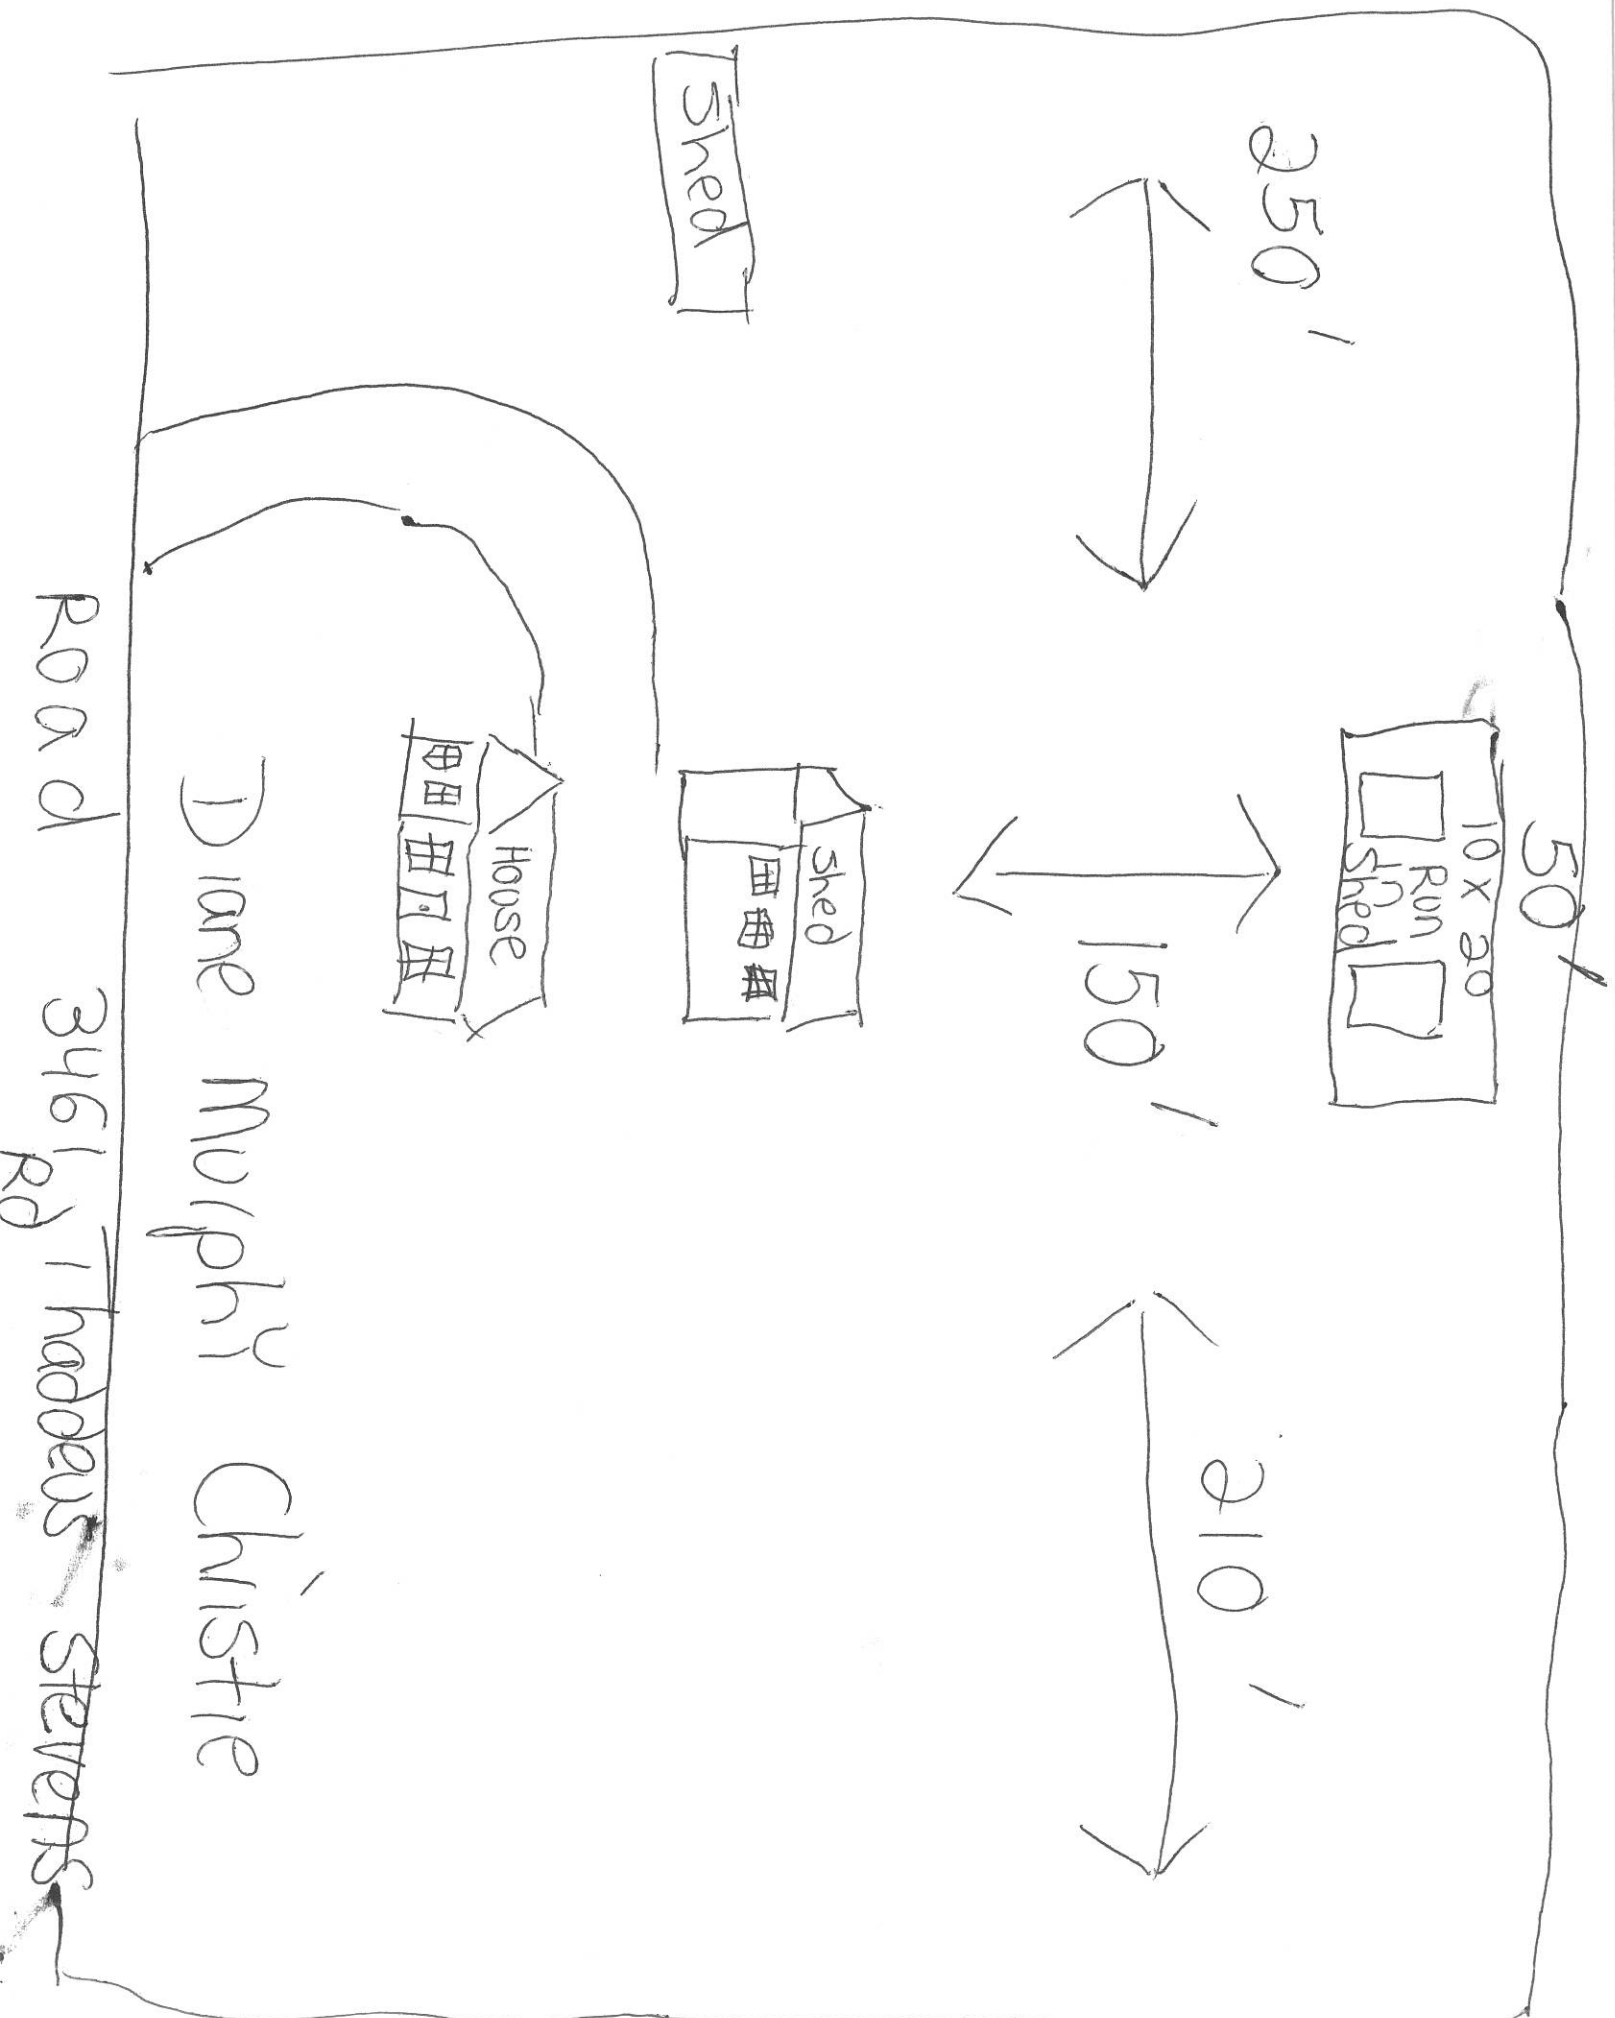 50'
10 x 20
Run
In
Shed
250'
210'
150'
Shed
Shed
House
Diane Murphy Christie
Road 3461 Thaddeus Stevens
Rd